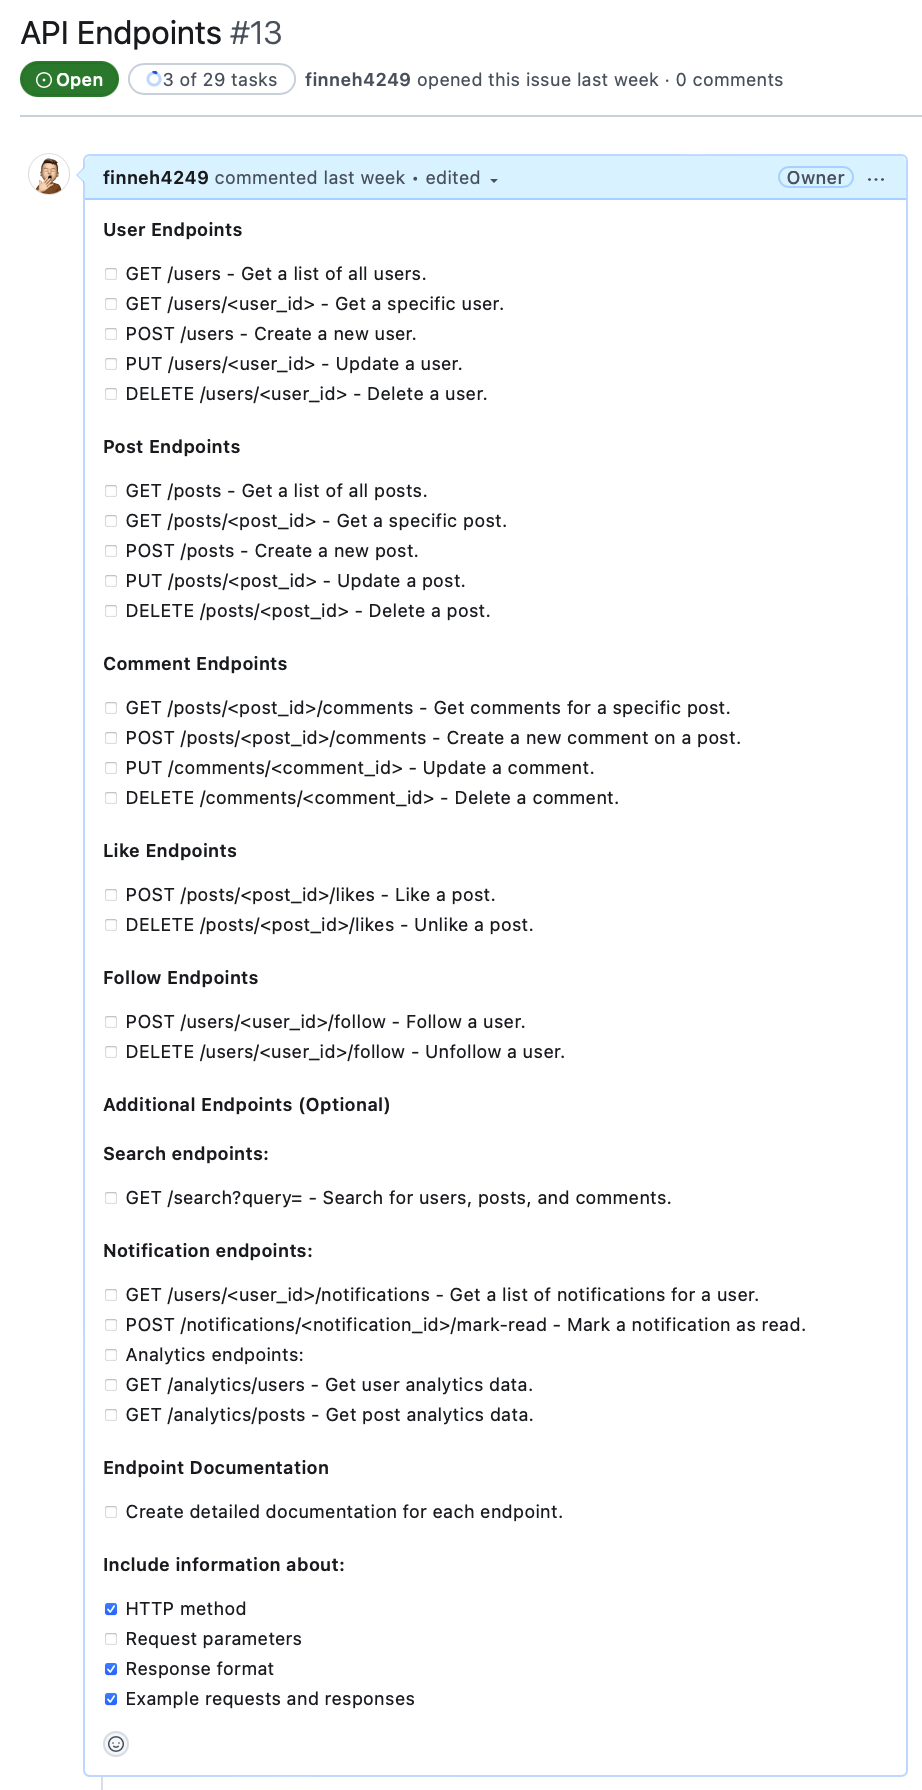 API Endpoints #13
Open 3 of 29 tasks finneh4249 opened this issue last week · 0 comments
finneh4249 commented last week • edited Owner ...
User Endpoints
GET /users - Get a list of all users.
GET /users/<user_id> - Get a specific user.
POST /users - Create a new user.
PUT /users/<user_id> - Update a user.
DELETE /users/<user_id> - Delete a user.
Post Endpoints
GET /posts - Get a list of all posts.
GET /posts/<post_id> - Get a specific post.
POST /posts - Create a new post.
PUT /posts/<post_id> - Update a post.
DELETE /posts/<post_id> - Delete a post.
Comment Endpoints
GET /posts/<post_id>/comments - Get comments for a specific post.
POST /posts/<post_id>/comments - Create a new comment on a post.
PUT /comments/<comment_id> - Update a comment.
DELETE /comments/<comment_id> - Delete a comment.
Like Endpoints
POST /posts/<post_id>/likes - Like a post.
DELETE /posts/<post_id>/likes - Unlike a post.
Follow Endpoints
POST /users/<user_id>/follow - Follow a user.
DELETE /users/<user_id>/follow - Unfollow a user.
Additional Endpoints (Optional)
Search endpoints:
GET /search?query= - Search for users, posts, and comments.
Notification endpoints:
GET /users/<user_id>/notifications - Get a list of notifications for a user.
POST /notifications/<notification_id>/mark-read - Mark a notification as read.
Analytics endpoints:
GET /analytics/users - Get user analytics data.
GET /analytics/posts - Get post analytics data.
Endpoint Documentation
Create detailed documentation for each endpoint.
Include information about:
HTTP method
Request parameters
Response format
Example requests and responses